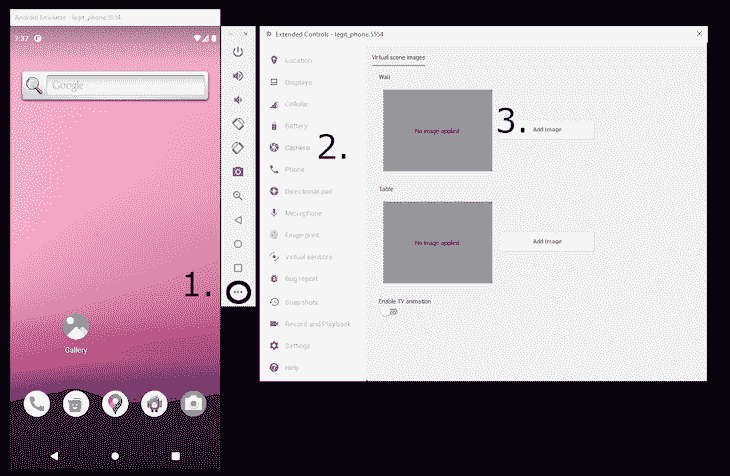 Android Emulator - legit_phone:5554
7:37
Google
Gallery
1.
Extended Controls - legit_phone:5554
Location
Displays
Cellular
Battery
Camera
Phone
Directional pad
Microphone
Fingerprint
Virtual sensors
Bug report
Snapshots
Record and Playback
Settings
Help
2.
Virtual scene images
Wall
No image applied
3.
Add image
Table
No image applied
Add image
Enable TV animation